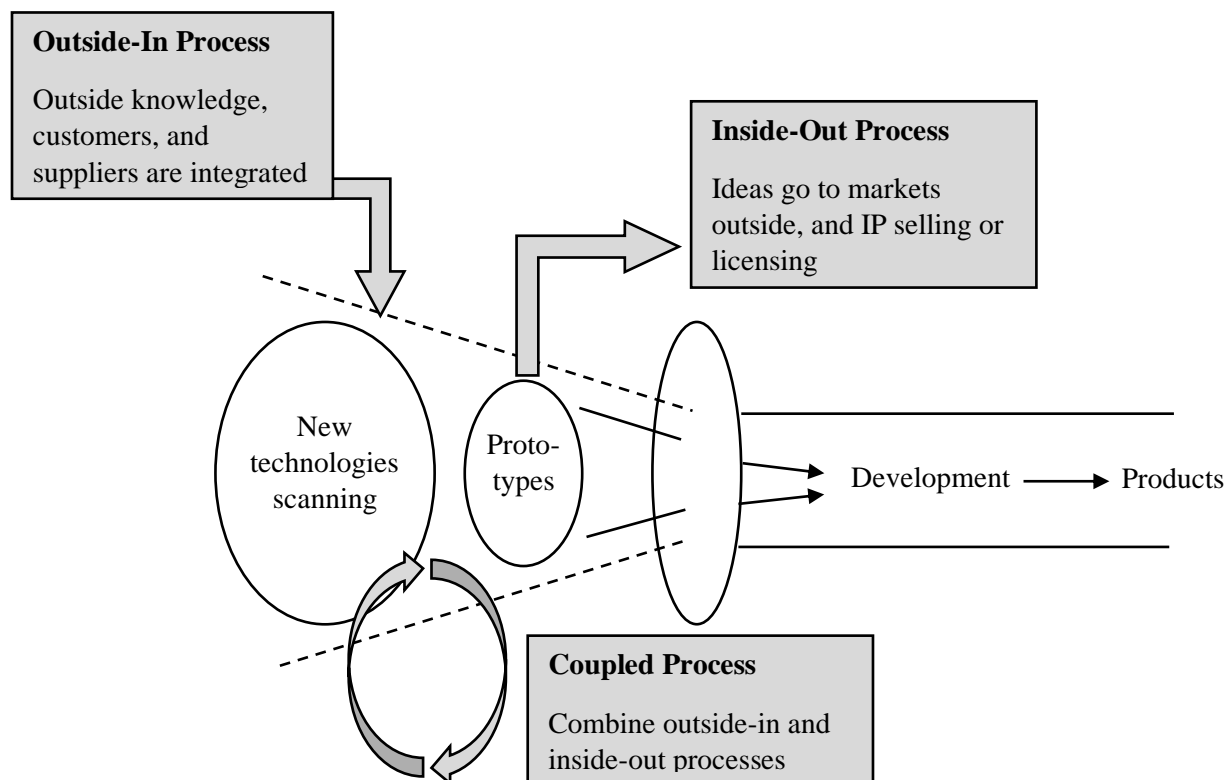 Outside-In Process
Outside knowledge,
customers, and
suppliers are integrated
Inside-Out Process
Ideas go to markets
outside, and IP selling or
licensing
New
technologies
scanning
Proto-
types
Development
Products
Coupled Process
Combine outside-in and
inside-out processes